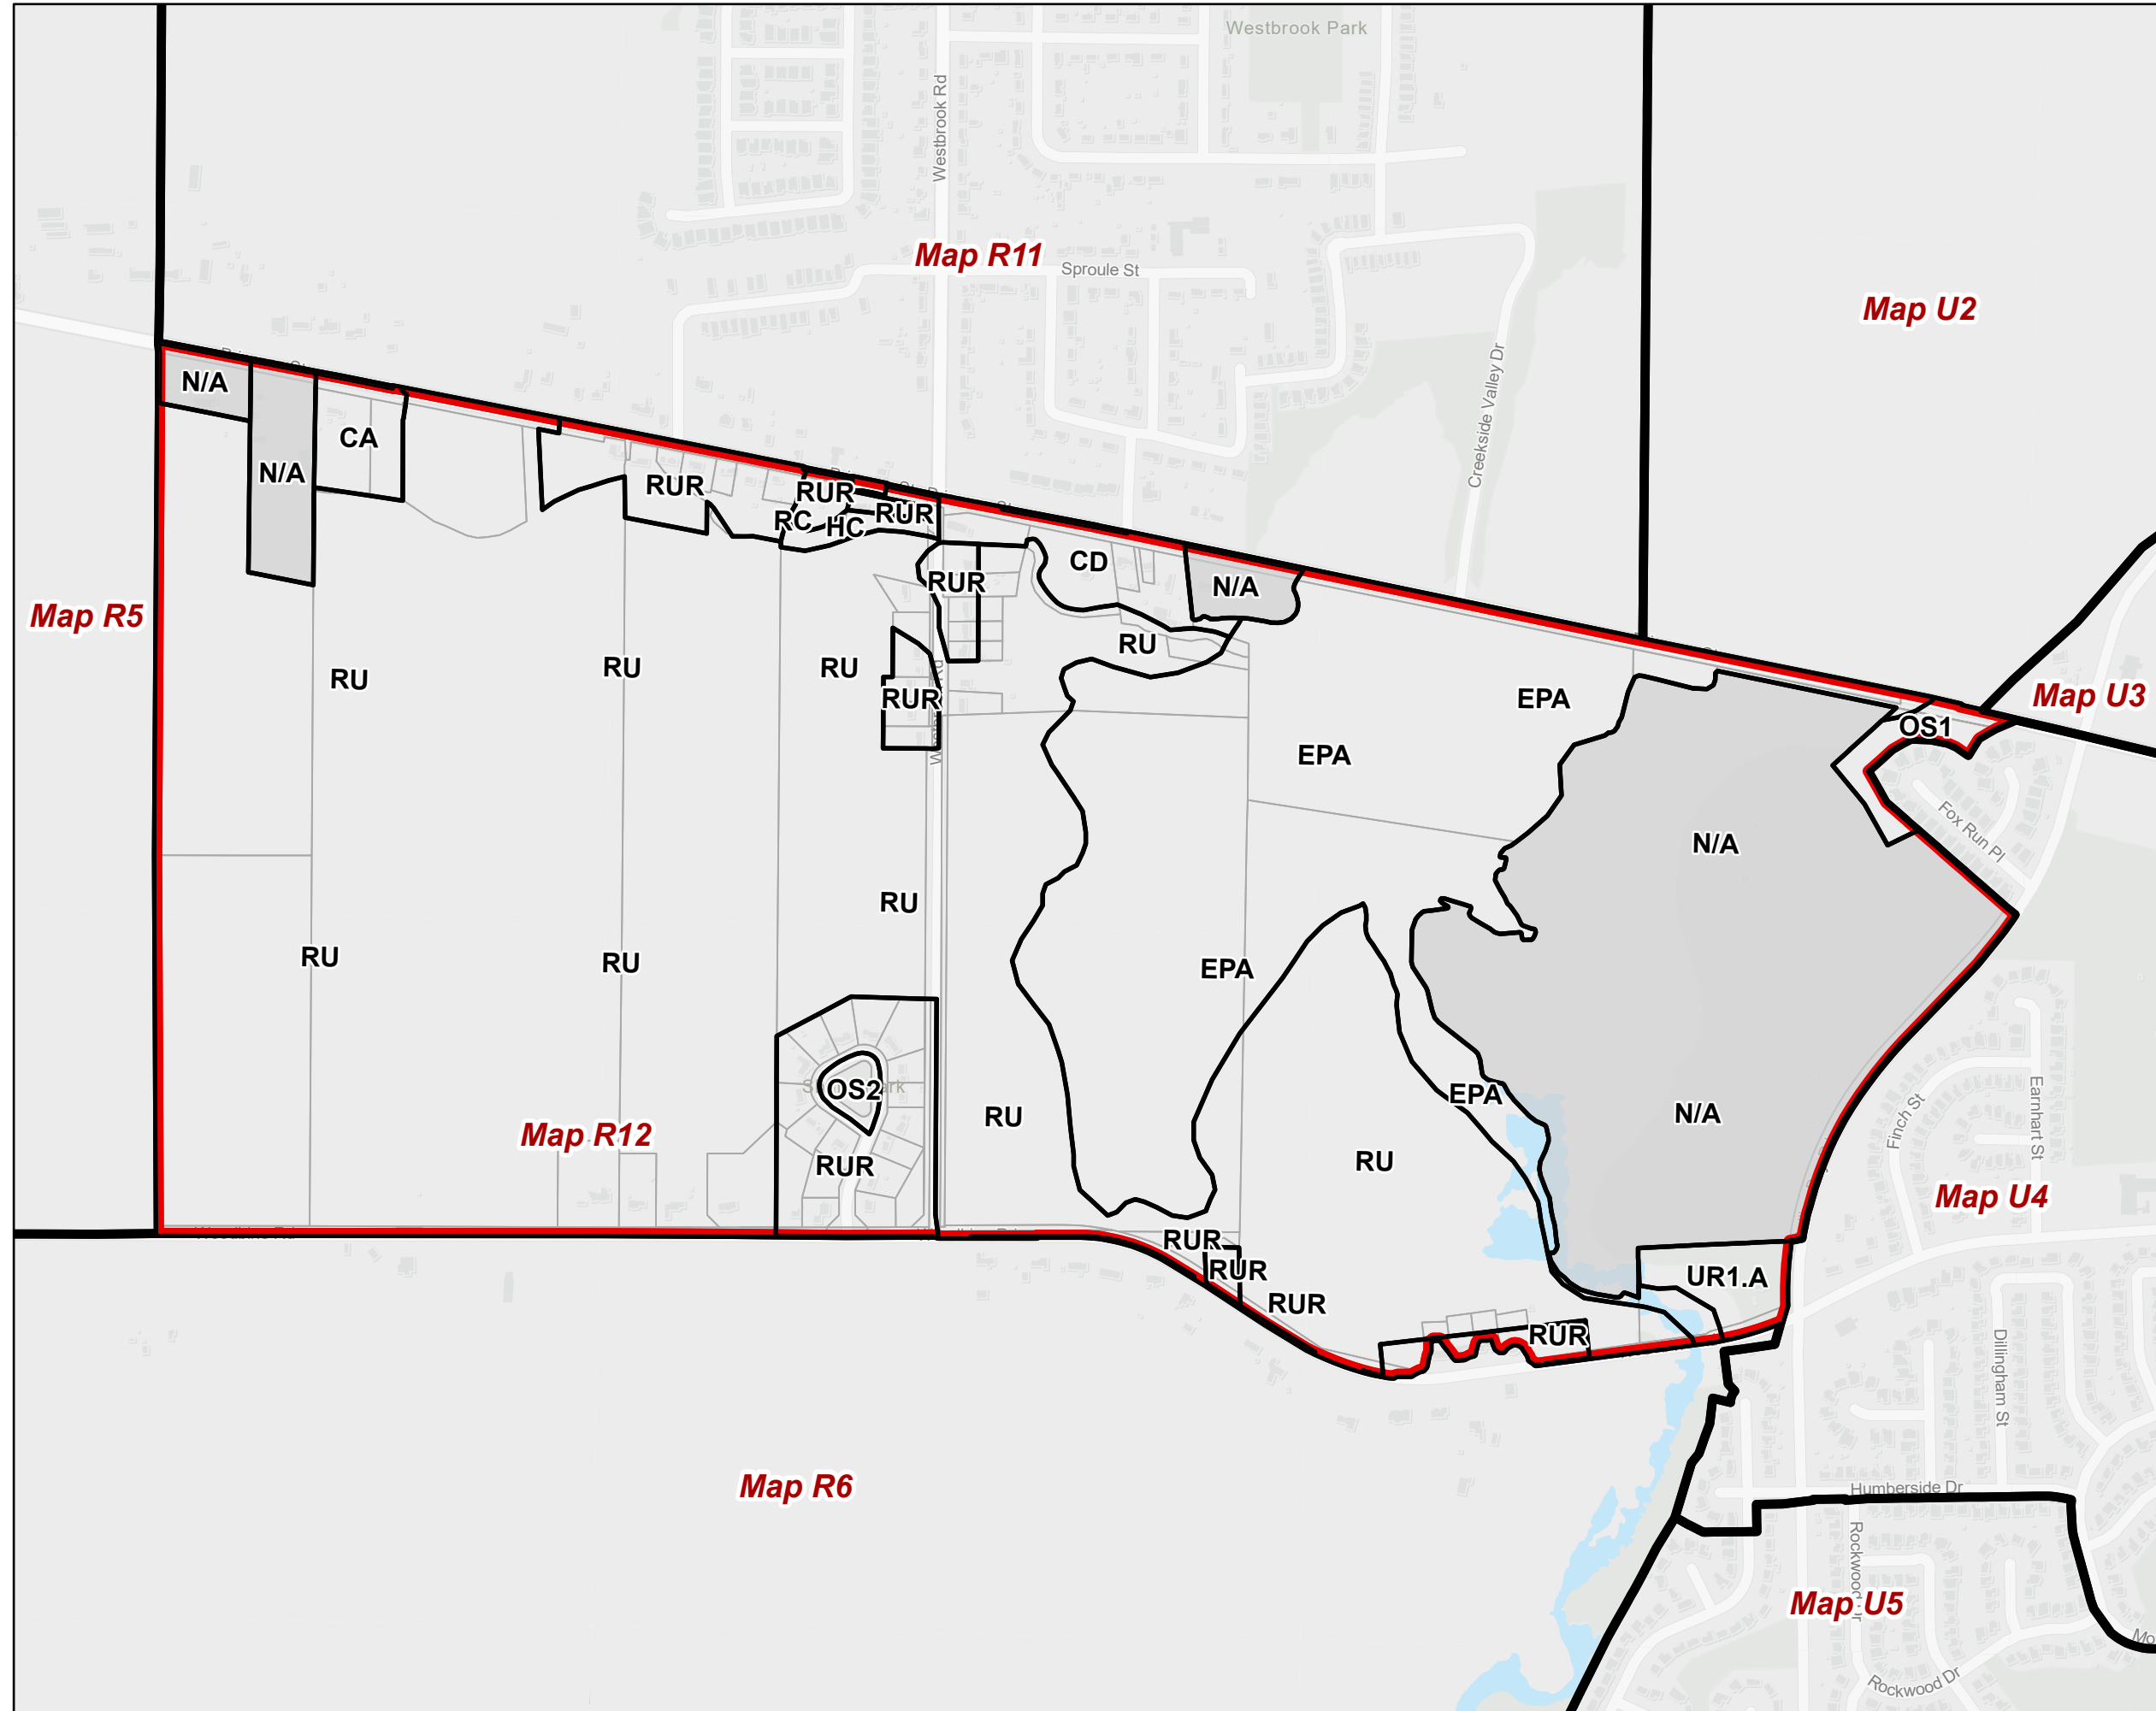 Westbrook Park
Westbrook Rd
Map R11
Sproule St
Map U2
Creekside Valley Dr
N/A
CA
N/A
RUR
RUR
RC
HC
RUR
CD
N/A
RUR
Map R5
RU
RU
RU
RU
RUR
EPA
EPA
Map U3
OS1
Fox Run Pl
N/A
RU
RU
RU
EPA
OS2
RU
EPA
N/A
Finch St
Earnhart St
Map R12
RUR
RU
Map U4
RUR
RUR
RUR
UR1.A
RUR
Dillingham St
Map R6
Humberside Dr
Rockwood Dr
Map U5
Rockwood Dr